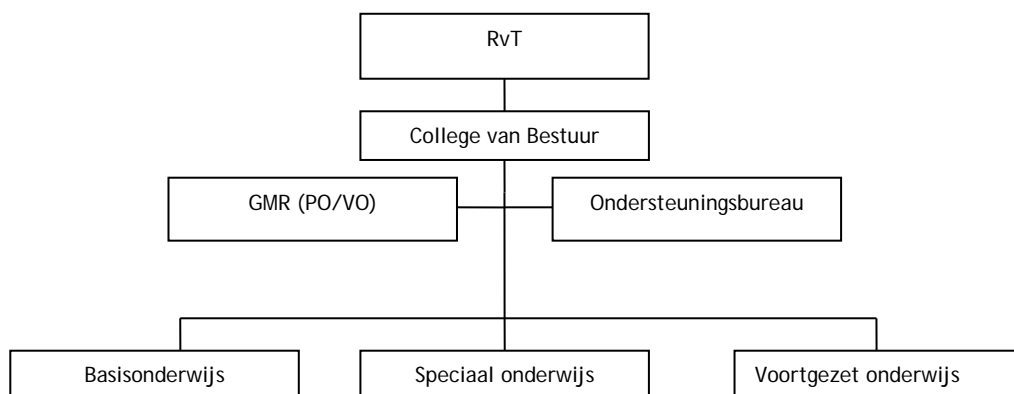 RvT
College van Bestuur
GMR (PO/VO)
Ondersteuningsbureau
Basisonderwijs
Speciaal onderwijs
Voortgezet onderwijs